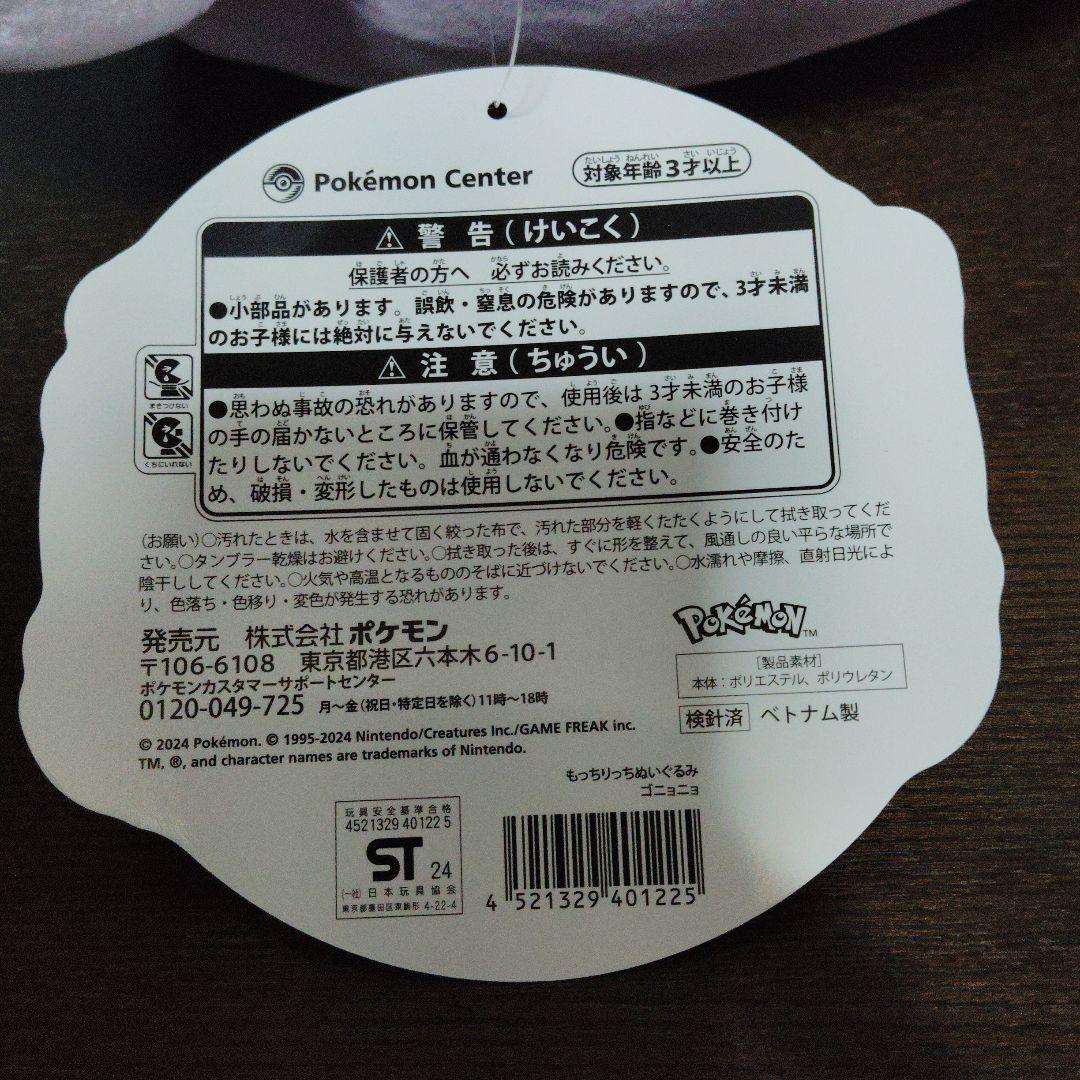 Pokémon Center
対象年齢3才以上
警告(けいこく)
保護者の方へ 必ずお読みください。
●小部品があります。誤飲・窒息の危険がありますので、3才未満
のお子様には絶対に与えないでください。
注意(ちゅうい)
●思わぬ事故の恐れがありますので、使用後は3才未満のお子様
の手の届かないところに保管してください。●指などに巻き付け
たりしないでください。血が通わなくなり危険です。●安全のた
め、破損・変形したものは使用しないでください。
まきつけない
くちにいれない
(お願い)○汚れたときは、水を含ませて固く絞った布で、汚れた部分を軽くたたくようにして拭き取ってくだ
さい。○タンブラー乾燥はお避けください。○拭き取った後は、すぐに形を整えて、風通しの良い平らな場所で
陰干ししてください。○火気や高温となるもののそばに近づけないでください。○水濡れや摩擦、直射日光によ
り、色落ち・色移り・変色が発生する恐れがあります。
発売元 株式会社ポケモン
〒106-6108 東京都港区六本木6-10-1
ポケモンカスタマーサポートセンター
0120-049-725 月～金(祝日・特定日を除く)11時～18時
© 2024 Pokémon. © 1995-2024 Nintendo/Creatures Inc./GAME FREAK inc.
TM, ®, and character names are trademarks of Nintendo.
POKéMON TM
[製品素材]
本体：ポリエステル、ポリウレタン
検針済 ベトナム製
もっちりっちぬいぐるみ
ゴニョニョ
玩具安全基準合格
4521329 40122 5
ST 24
(一社)日本玩具協会
東京都墨田区東駒形 4-22-4
4 521329 401225